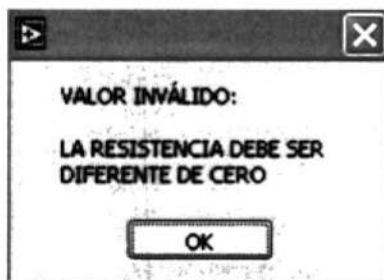 VALOR INVÁLIDO:
LA RESISTENCIA DEBE SER
DIFERENTE DE CERO
OK